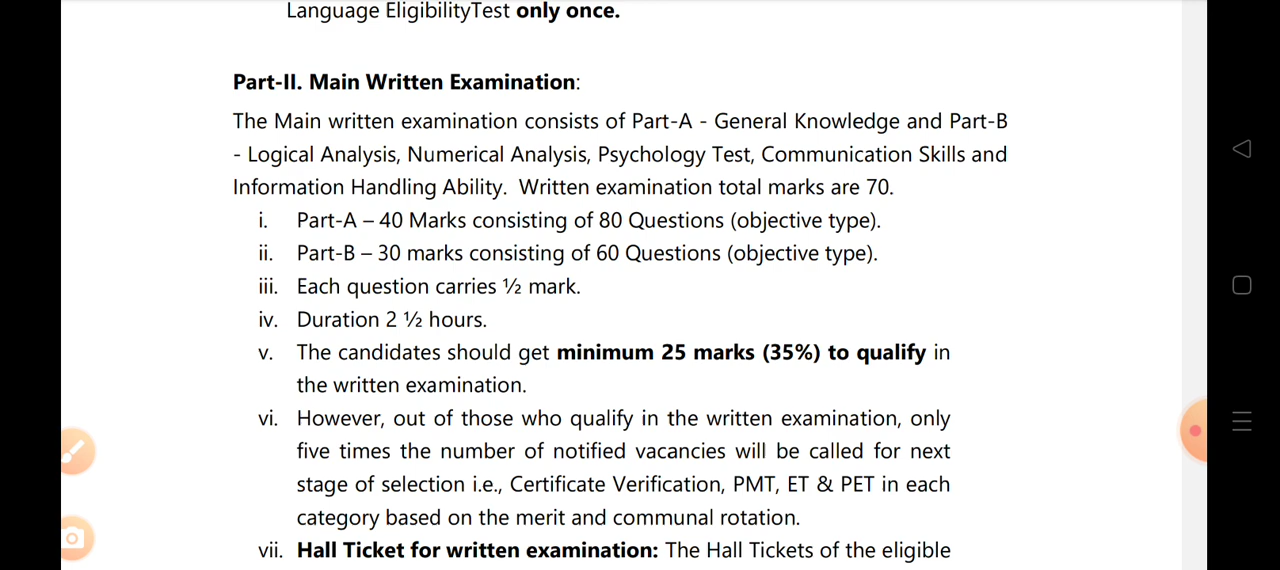 Language EligibilityTest only once.
Part-II. Main Written Examination:
The Main written examination consists of Part-A - General Knowledge and Part-B
- Logical Analysis, Numerical Analysis, Psychology Test, Communication Skills and
Information Handling Ability. Written examination total marks are 70.
i. Part-A – 40 Marks consisting of 80 Questions (objective type).
ii. Part-B – 30 marks consisting of 60 Questions (objective type).
iii. Each question carries ½ mark.
iv. Duration 2 ½ hours.
v. The candidates should get minimum 25 marks (35%) to qualify in
the written examination.
vi. However, out of those who qualify in the written examination, only
five times the number of notified vacancies will be called for next
stage of selection i.e., Certificate Verification, PMT, ET & PET in each
category based on the merit and communal rotation.
vii. Hall Ticket for written examination: The Hall Tickets of the eligible